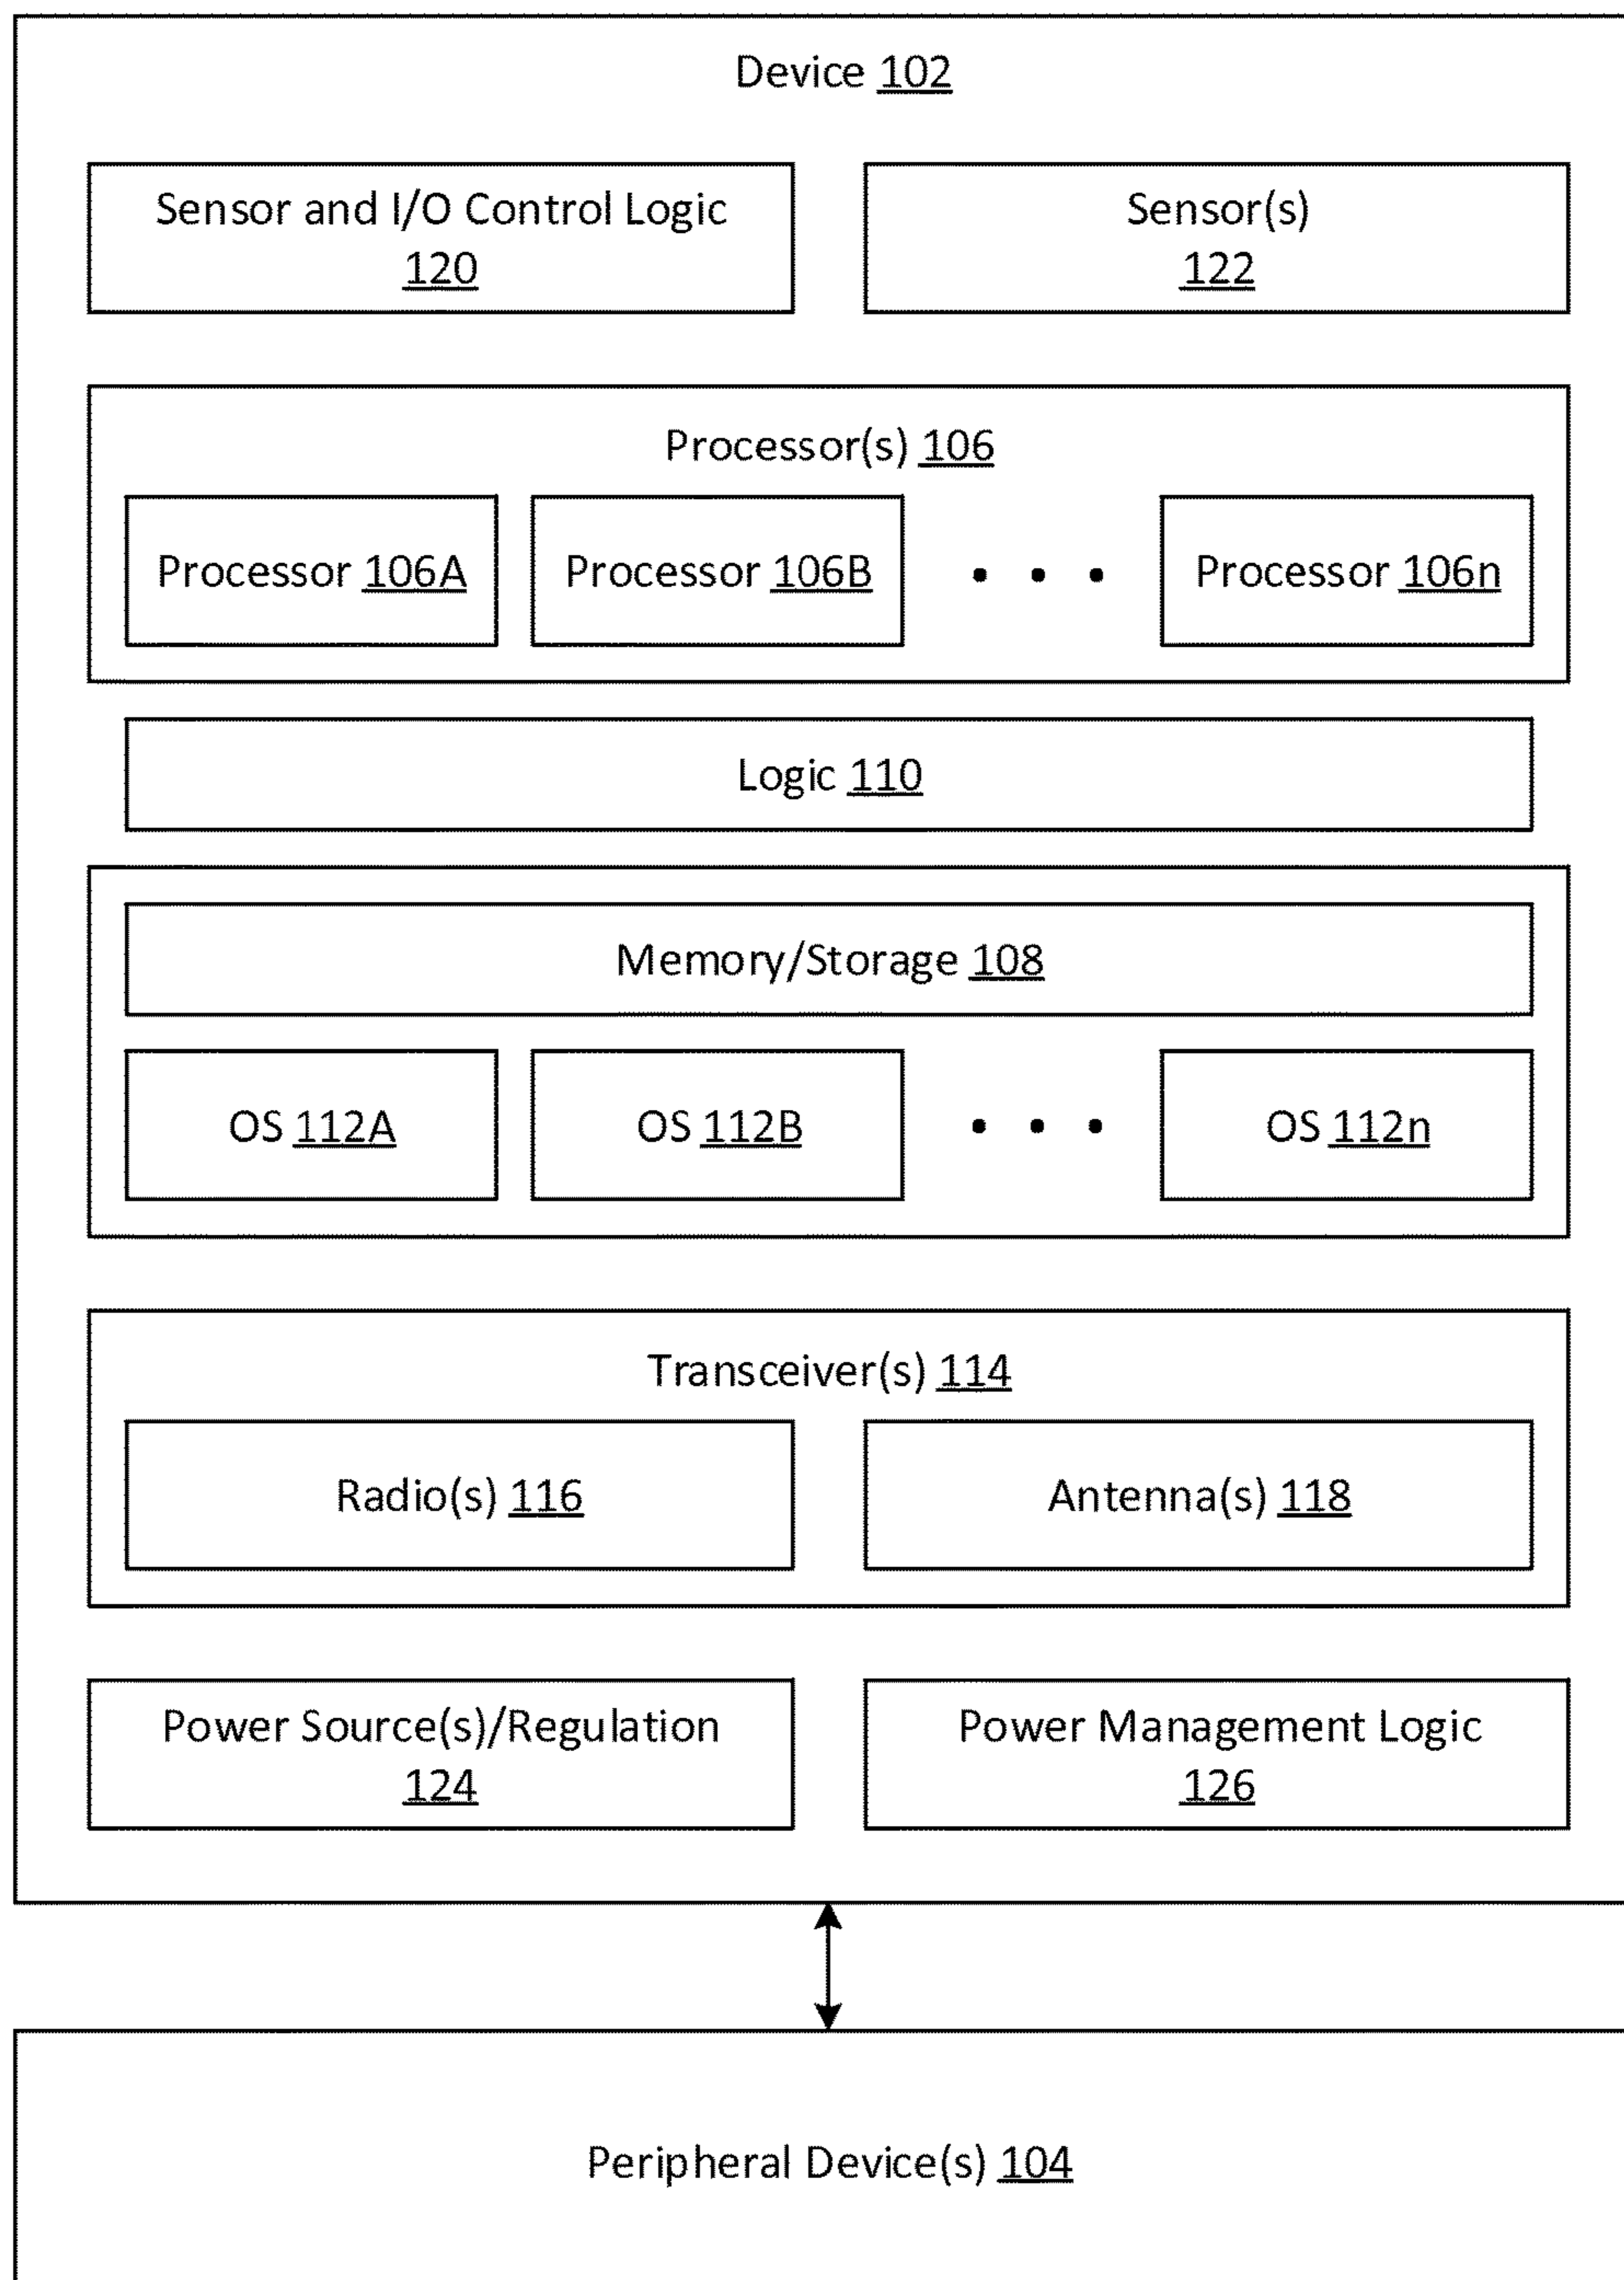 Device 102
Sensor and I/O Control Logic
120
Sensor(s)
122
Processor(s) 106
Processor 106A
Processor 106B
Processor 106n
Logic 110
Memory/Storage 108
OS 112A
OS 112B
OS 112n
Transceiver(s) 114
Radio(s) 116
Antenna(s) 118
Power Source(s)/Regulation
124
Power Management Logic
126
Peripheral Device(s) 104